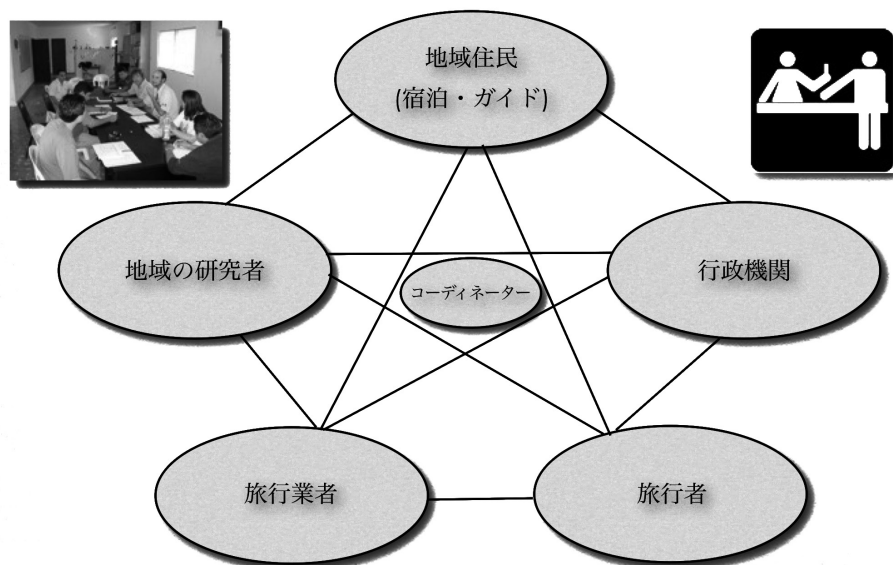 地域住民
(宿泊・ガイド)
地域の研究者
行政機関
コーディネーター
旅行業者
旅行者